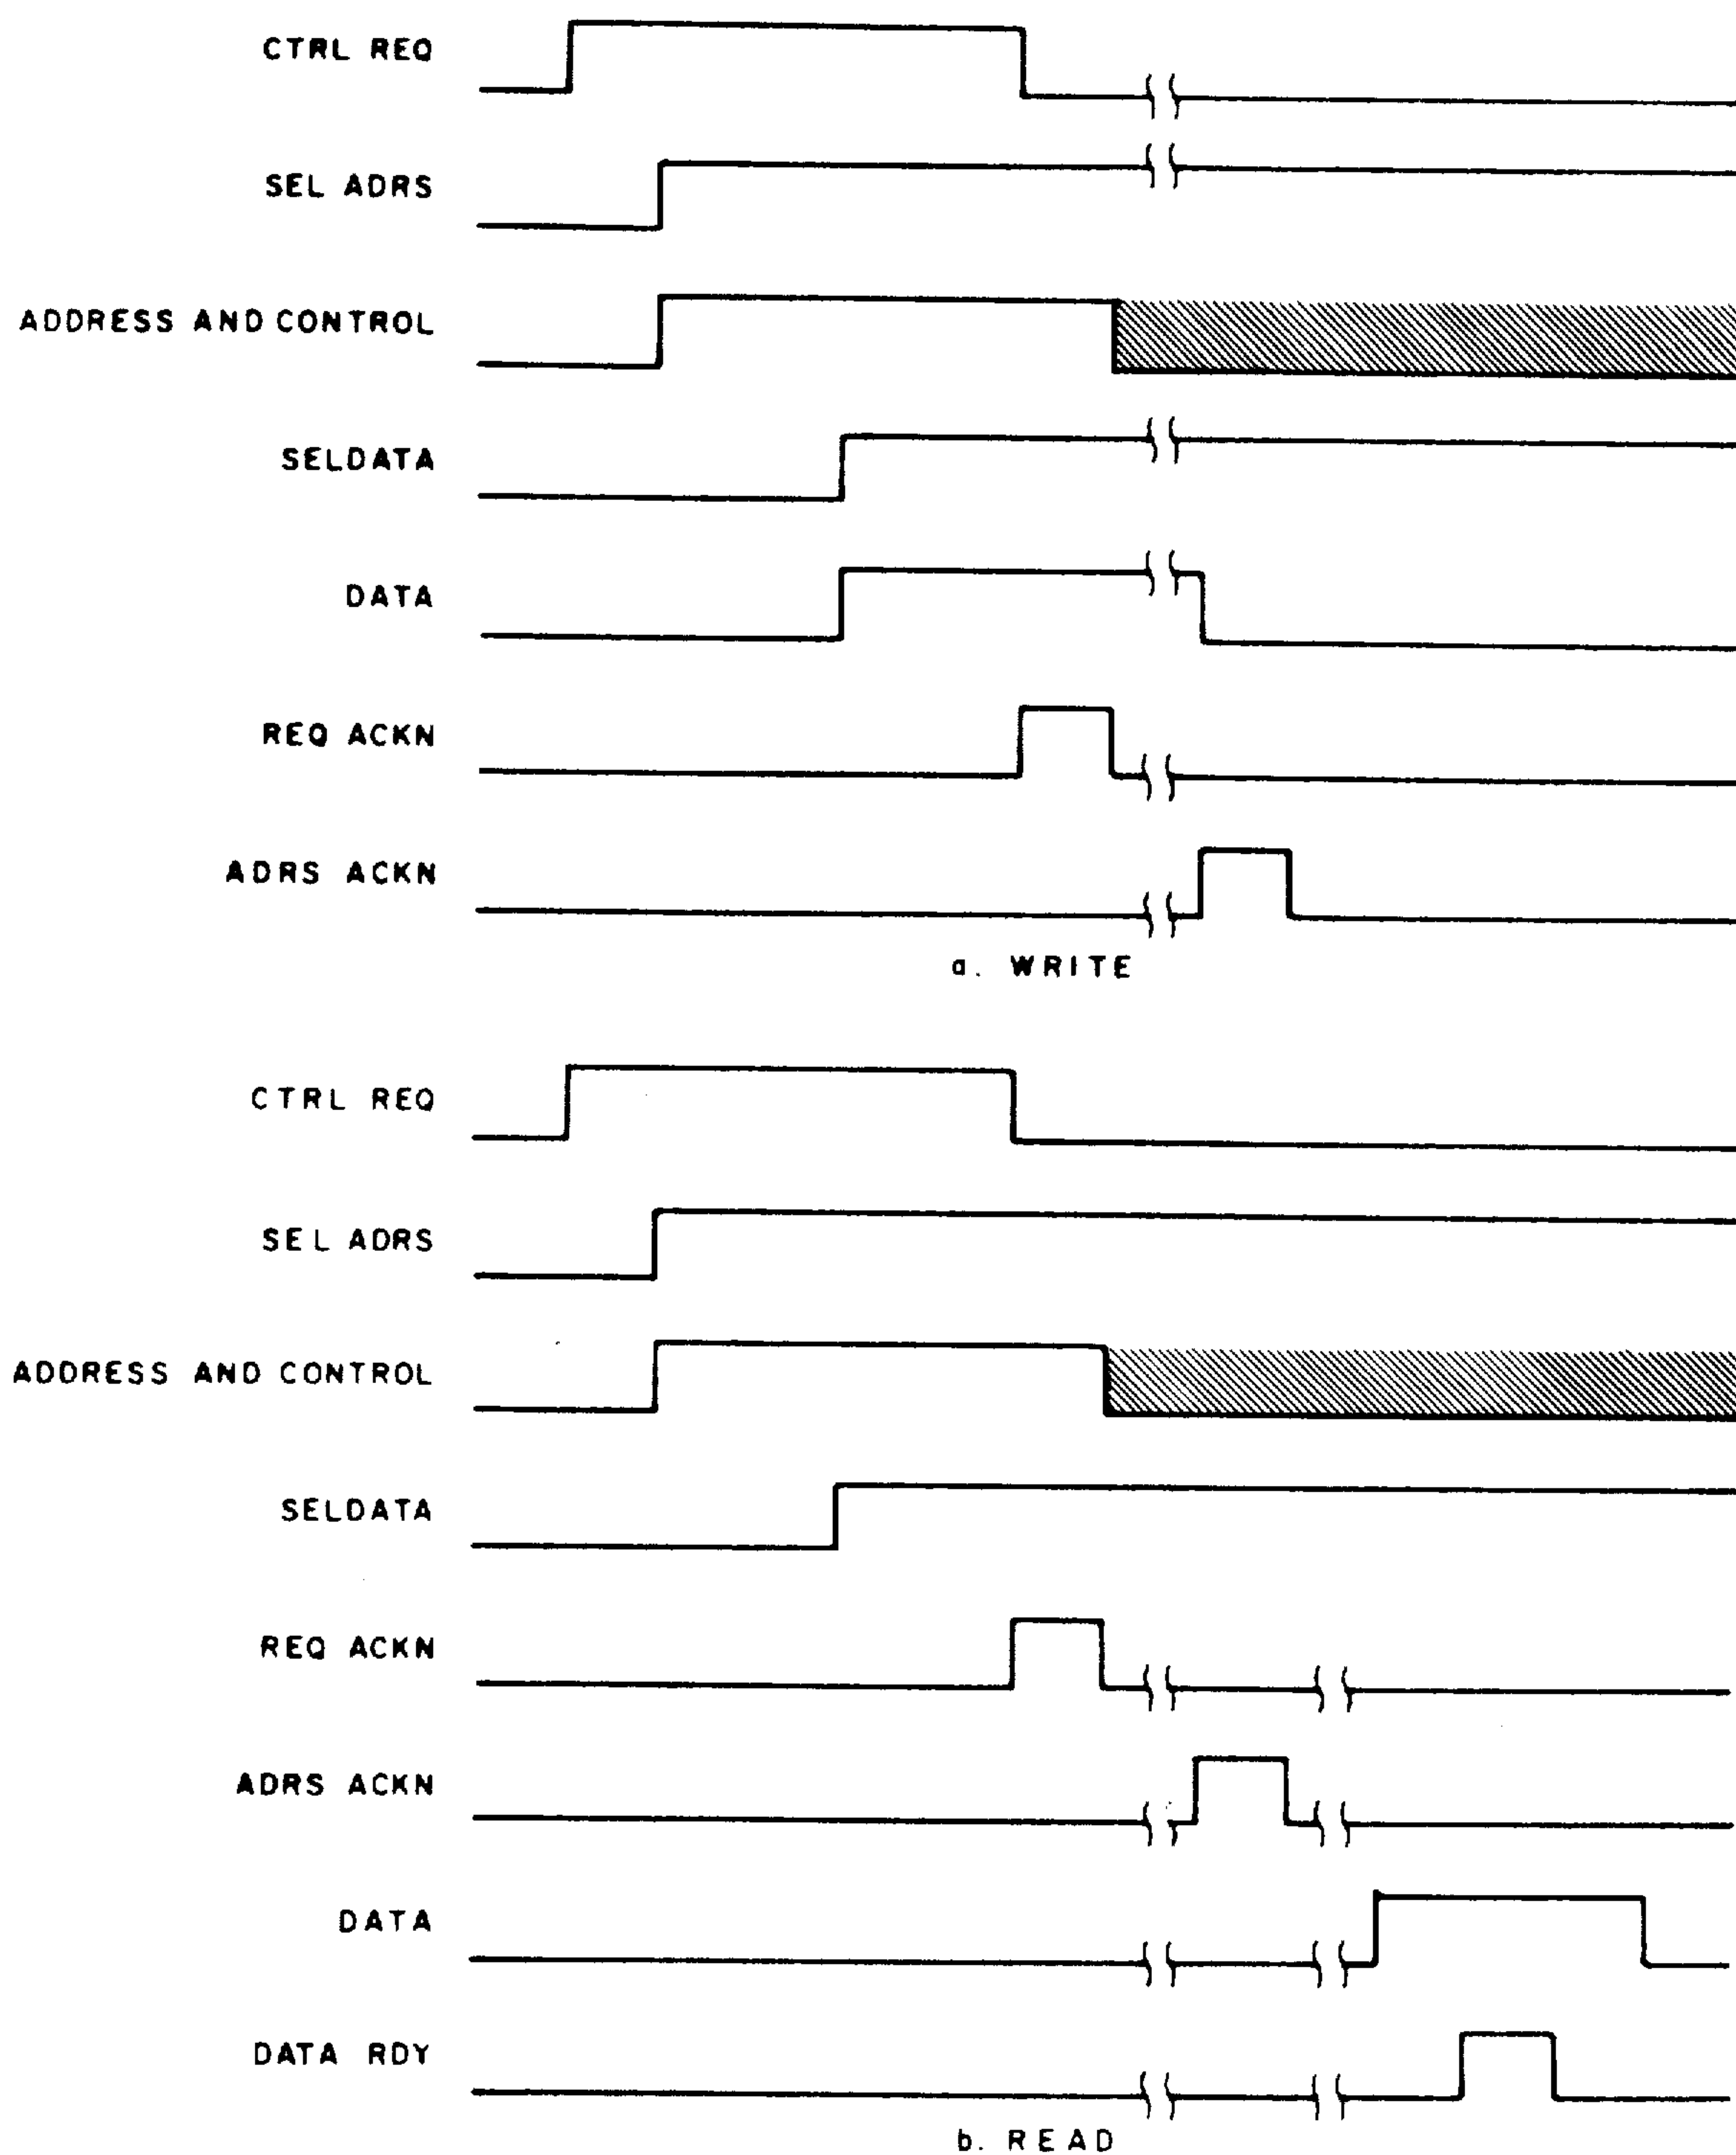 CTRL REQ
SEL ADRS
ADDRESS AND CONTROL
SELDATA
DATA
REQ ACKN
ADRS ACKN
a. WRITE
CTRL REQ
SEL ADRS
ADDRESS AND CONTROL
SELDATA
REQ ACKN
ADRS ACKN
DATA
DATA RDY
b. READ